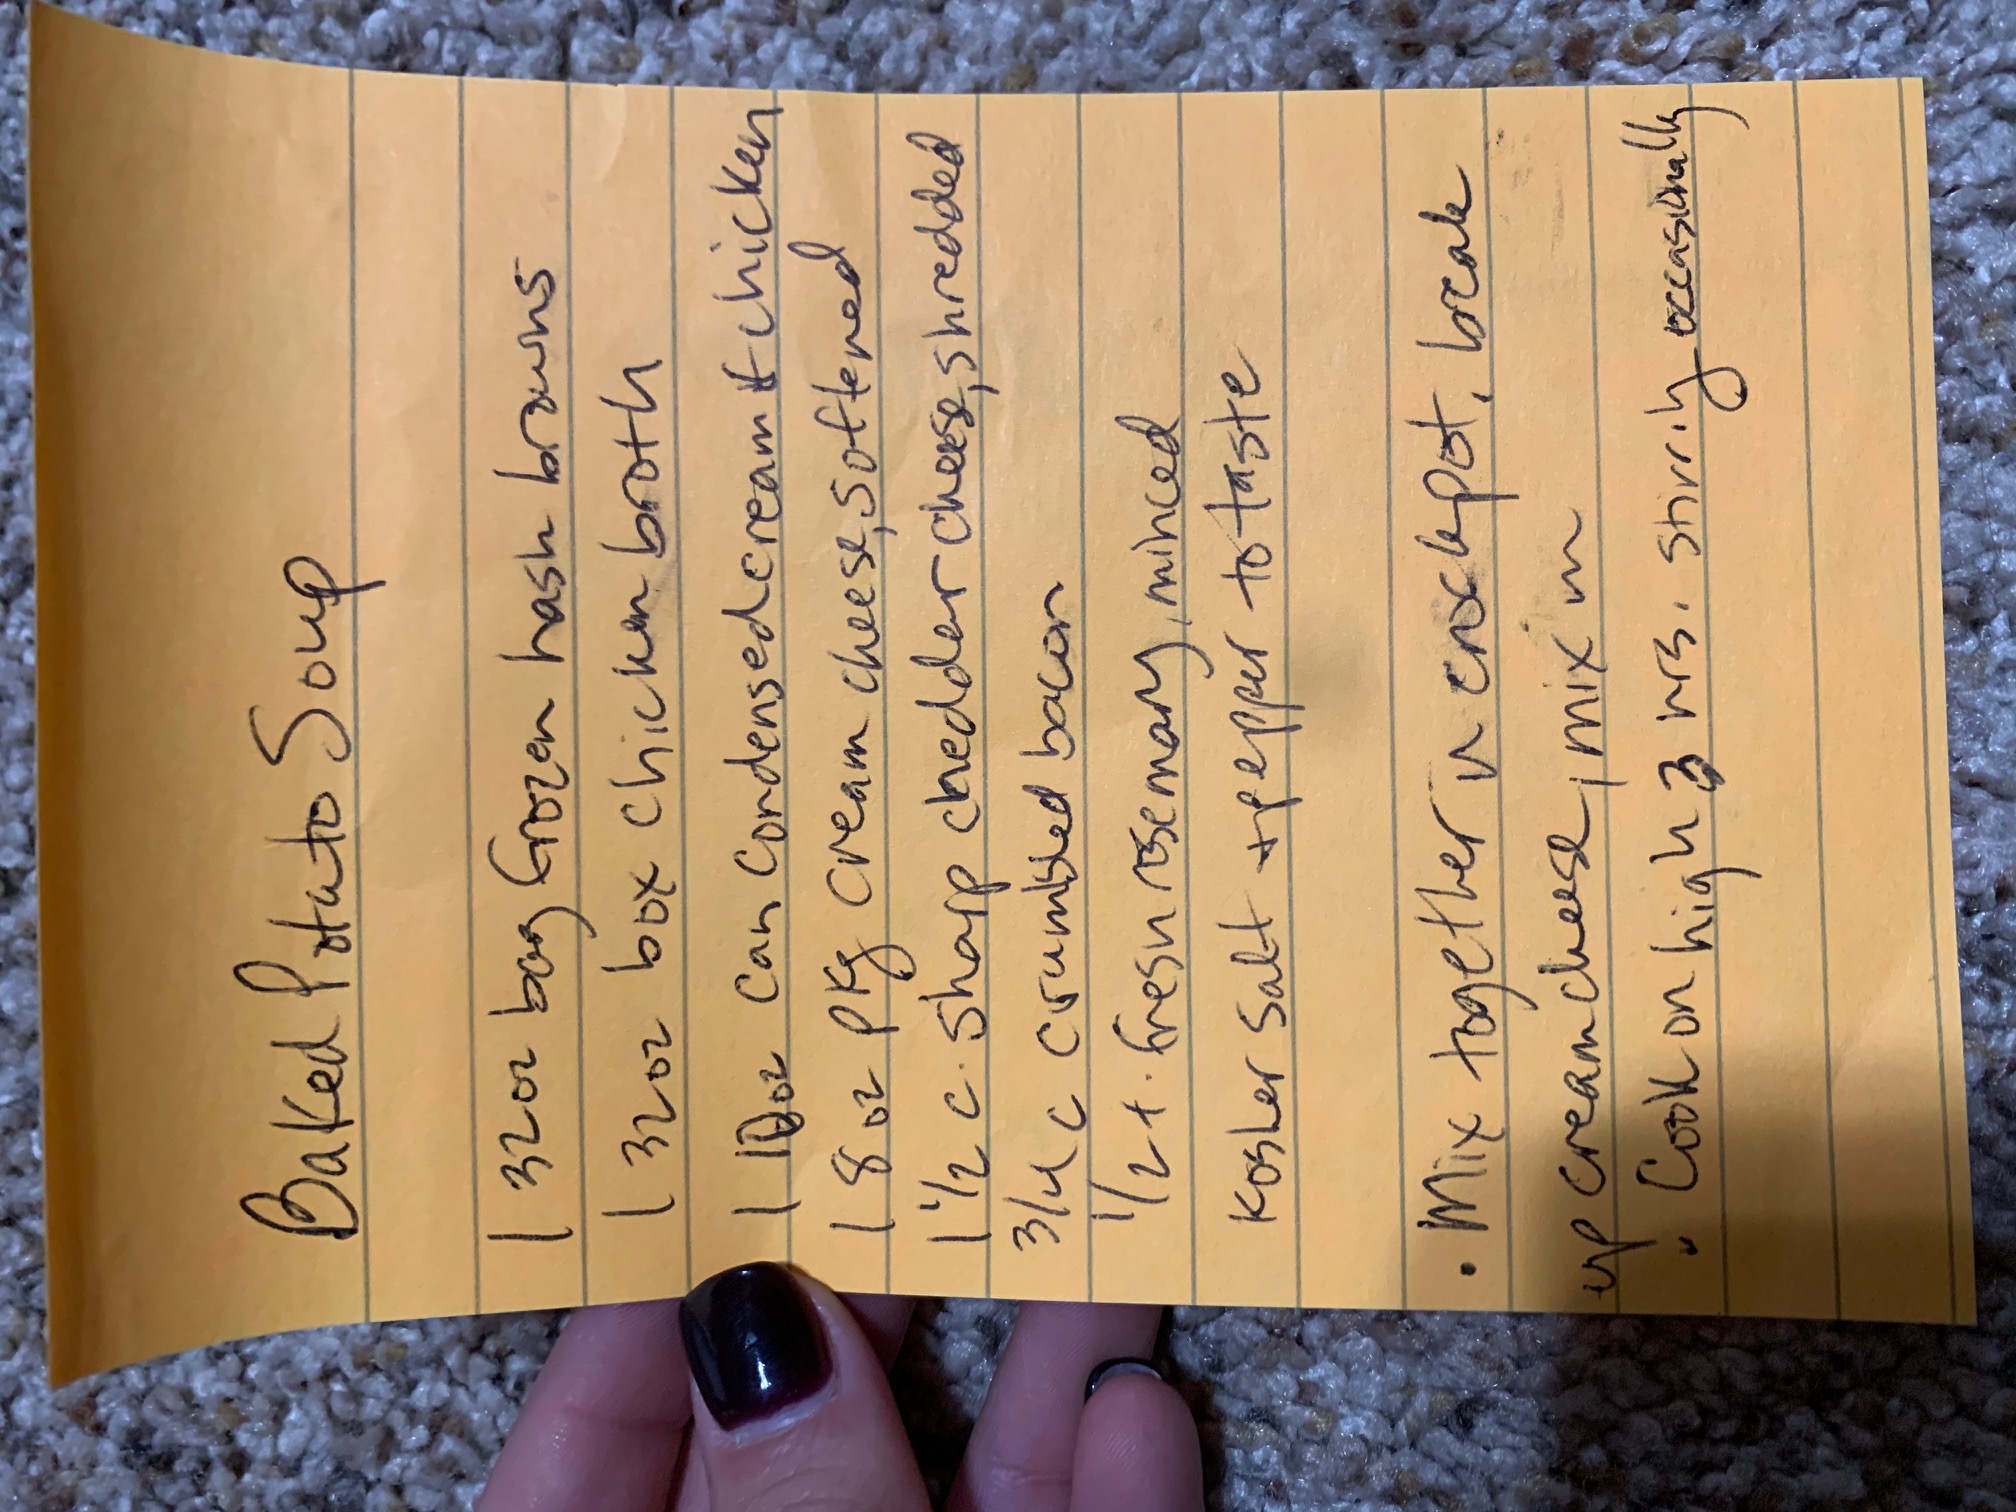 Baked Potato Soup
1 32oz bag frozen hash browns
1 32oz box chicken broth
1 10oz can condensed cream of chicken
1 8oz pkg cream cheese, softened
1 1/2 c. sharp cheddar cheese, shredded
3/4 c crumbled bacon
1/2 t. fresh rosemary, minced
Kosher salt + pepper to taste
• Mix together in crockpot, break
up cream cheese, mix in
• Cook on high 3 hrs. stirring occasionally